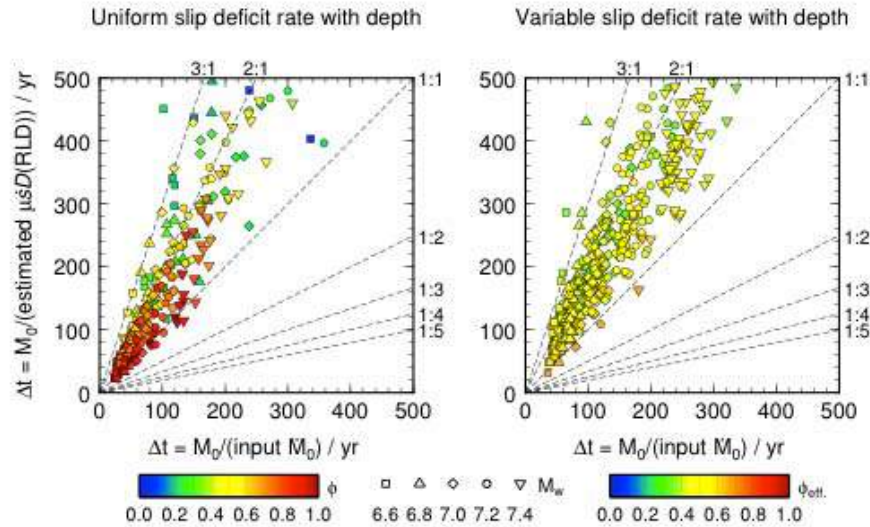 Uniform slip deficit rate with depth
Variable slip deficit rate with depth
3:1
2:1
1:1
1:2
1:3
1:4
1:5
500
400
300
200
100
0
0 100 200 300 400 500
Δt = M₀/(estimated μṡD(RLD)) / yr
Δt = M₀/(input Ṁ₀) / yr
3:1
2:1
1:1
1:2
1:3
1:4
1:5
500
400
300
200
100
0
0 100 200 300 400 500
Δt = M₀/(input Ṁ₀) / yr
ϕ
0.0 0.2 0.4 0.6 0.8 1.0
Mw
6.6 6.8 7.0 7.2 7.4
ϕeff.
0.0 0.2 0.4 0.6 0.8 1.0